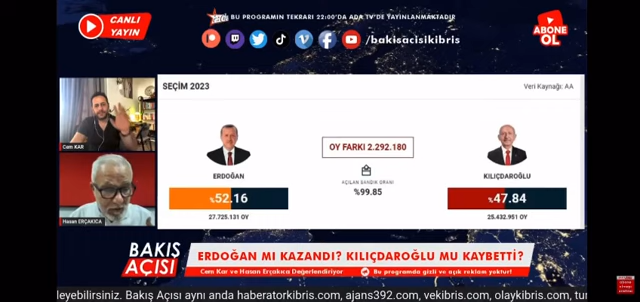 BU PROGRAMIN TEKRARI 22:00'DA ADA TV'DE YAYINLANMAKTADIR
CANLI
YAYIN
/bakisacisikibris
ABONE
OL
SEÇİM 2023
Veri Kaynağı: AA
Cem KAR
Hasan ERÇAKICA
ERDOĞAN
%52.16
27.725.131 OY
OY FARKI 2.292.180
AÇILAN SANDIK ORANI
%99.85
KILIÇDAROĞLU
%47.84
25.432.951 OY
BAKIŞ
AÇISI
ERDOĞAN MI KAZANDI? KILIÇDAROĞLU MU KAYBETTİ?
Cem Kar ve Hasan Erçakıca Değerlendiriyor
Bu programda gizli ve açık reklam yoktur!
leyebilirsiniz. Bakış Açısı aynı anda haberatorkibris.com, ajans392.com, vekibris.com, olaykibris.com, tur